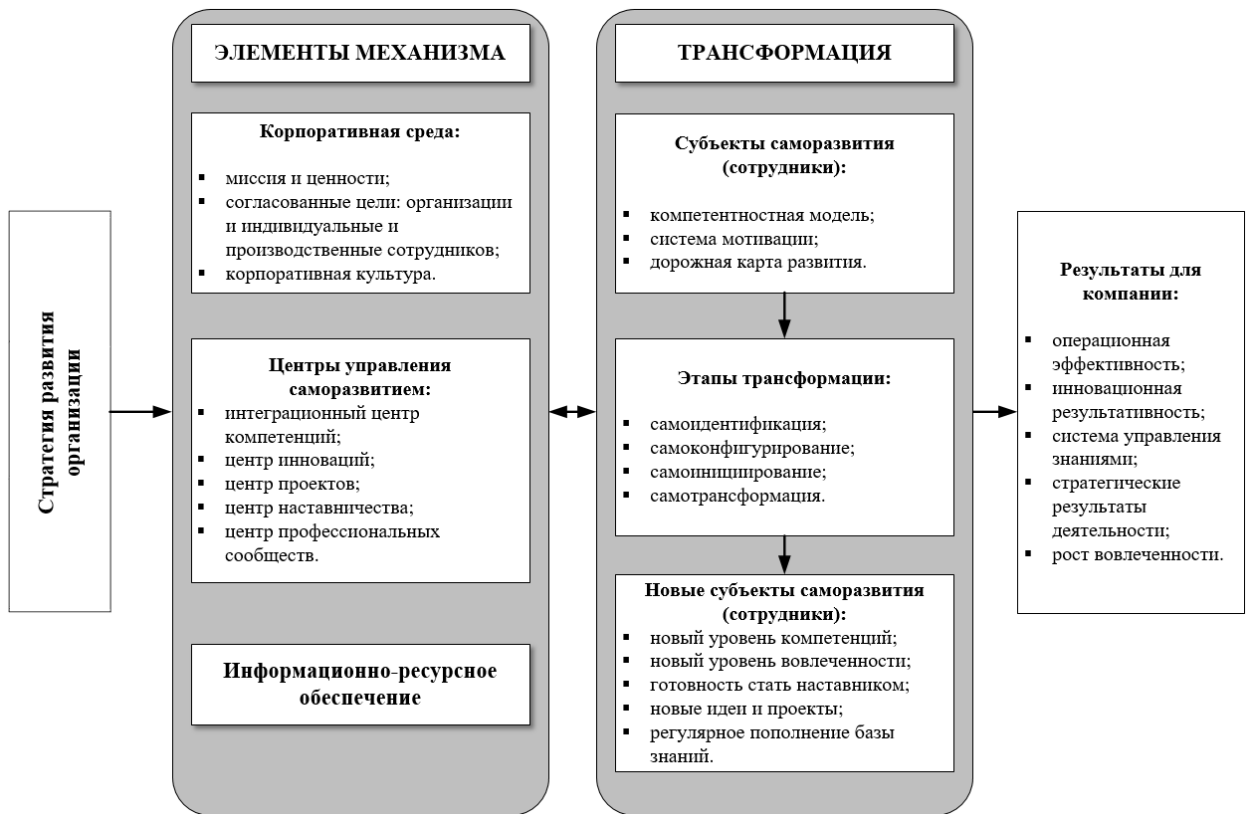 Стратегия развития
организации
ЭЛЕМЕНТЫ МЕХАНИЗМА
Корпоративная среда:
▪ миссия и ценности;
▪ согласованные цели: организации
и индивидуальные и
производственные сотрудников;
▪ корпоративная культура.
Центры управления
саморазвитием:
▪ интеграционный центр
компетенций;
▪ центр инноваций;
▪ центр проектов;
▪ центр наставничества;
▪ центр профессиональных
сообществ.
Информационно-ресурсное
обеспечение
ТРАНСФОРМАЦИЯ
Субъекты саморазвития
(сотрудники):
▪ компетентностная модель;
▪ система мотивации;
▪ дорожная карта развития.
Этапы трансформации:
▪ самоидентификация;
▪ самоконфигурирование;
▪ самоинициирование;
▪ самотрансформация.
Новые субъекты саморазвития
(сотрудники):
▪ новый уровень компетенций;
▪ новый уровень вовлеченности;
▪ готовность стать наставником;
▪ новые идеи и проекты;
▪ регулярное пополнение базы
знаний.
Результаты для
компании:
▪ операционная
эффективность;
▪ инновационная
результативность;
▪ система управления
знаниями;
▪ стратегические
результаты
деятельности;
▪ рост вовлеченности.